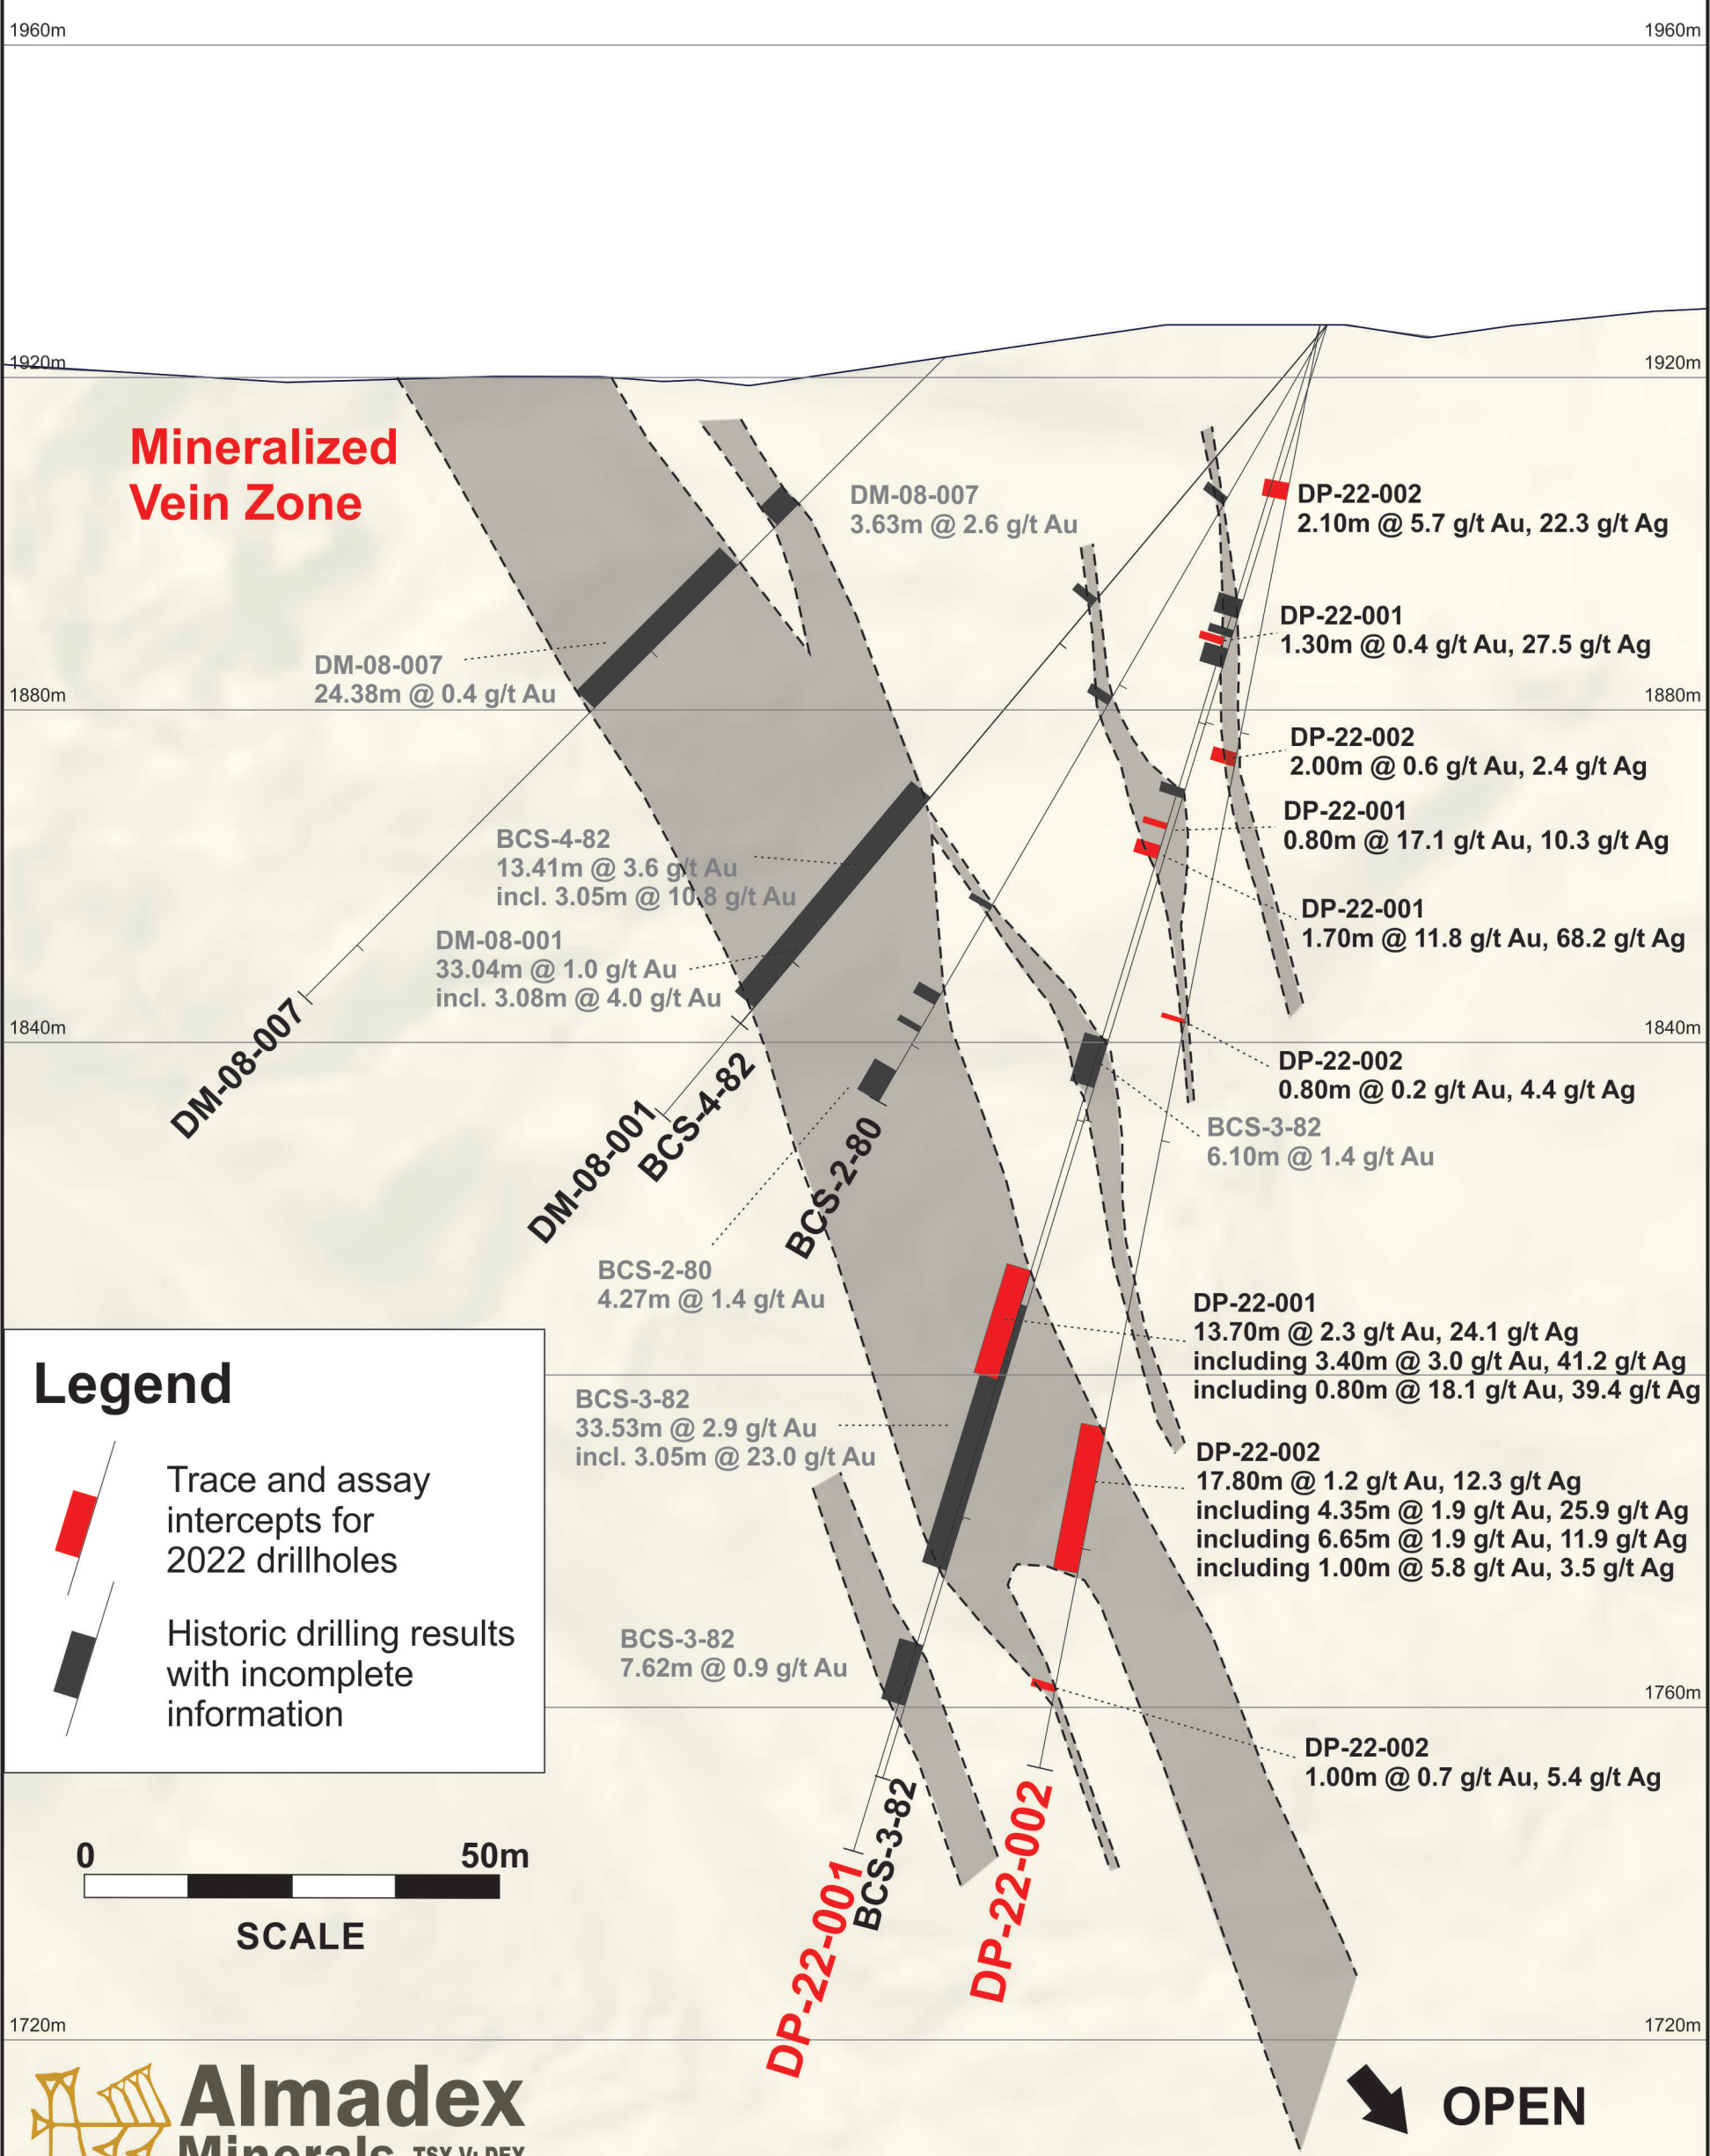 1960m
1960m
1920m
1920m
Mineralized
Vein Zone
DM-08-007
3.63m @ 2.6 g/t Au
DP-22-002
2.10m @ 5.7 g/t Au, 22.3 g/t Ag
DP-22-001
1.30m @ 0.4 g/t Au, 27.5 g/t Ag
DM-08-007
24.38m @ 0.4 g/t Au
1880m
1880m
DP-22-002
2.00m @ 0.6 g/t Au, 2.4 g/t Ag
DP-22-001
0.80m @ 17.1 g/t Au, 10.3 g/t Ag
BCS-4-82
13.41m @ 3.6 g/t Au
incl. 3.05m @ 10.8 g/t Au
DP-22-001
1.70m @ 11.8 g/t Au, 68.2 g/t Ag
DM-08-001
33.04m @ 1.0 g/t Au
incl. 3.08m @ 4.0 g/t Au
DM-08-007
1840m
1840m
DP-22-002
0.80m @ 0.2 g/t Au, 4.4 g/t Ag
DM-08-001
BCS-4-82
BCS-2-80
BCS-3-82
6.10m @ 1.4 g/t Au
BCS-2-80
4.27m @ 1.4 g/t Au
DP-22-001
13.70m @ 2.3 g/t Au, 24.1 g/t Ag
including 3.40m @ 3.0 g/t Au, 41.2 g/t Ag
including 0.80m @ 18.1 g/t Au, 39.4 g/t Ag
BCS-3-82
33.53m @ 2.9 g/t Au
incl. 3.05m @ 23.0 g/t Au
DP-22-002
17.80m @ 1.2 g/t Au, 12.3 g/t Ag
including 4.35m @ 1.9 g/t Au, 25.9 g/t Ag
including 6.65m @ 1.9 g/t Au, 11.9 g/t Ag
including 1.00m @ 5.8 g/t Au, 3.5 g/t Ag
Legend
Trace and assay
intercepts for
2022 drillholes
Historic drilling results
with incomplete
information
BCS-3-82
7.62m @ 0.9 g/t Au
1760m
DP-22-002
1.00m @ 0.7 g/t Au, 5.4 g/t Ag
DP-22-001
BCS-3-82
DP-22-002
0 50m
SCALE
1720m
1720m
Almadex
Minerals TSX.V: DEX
OPEN